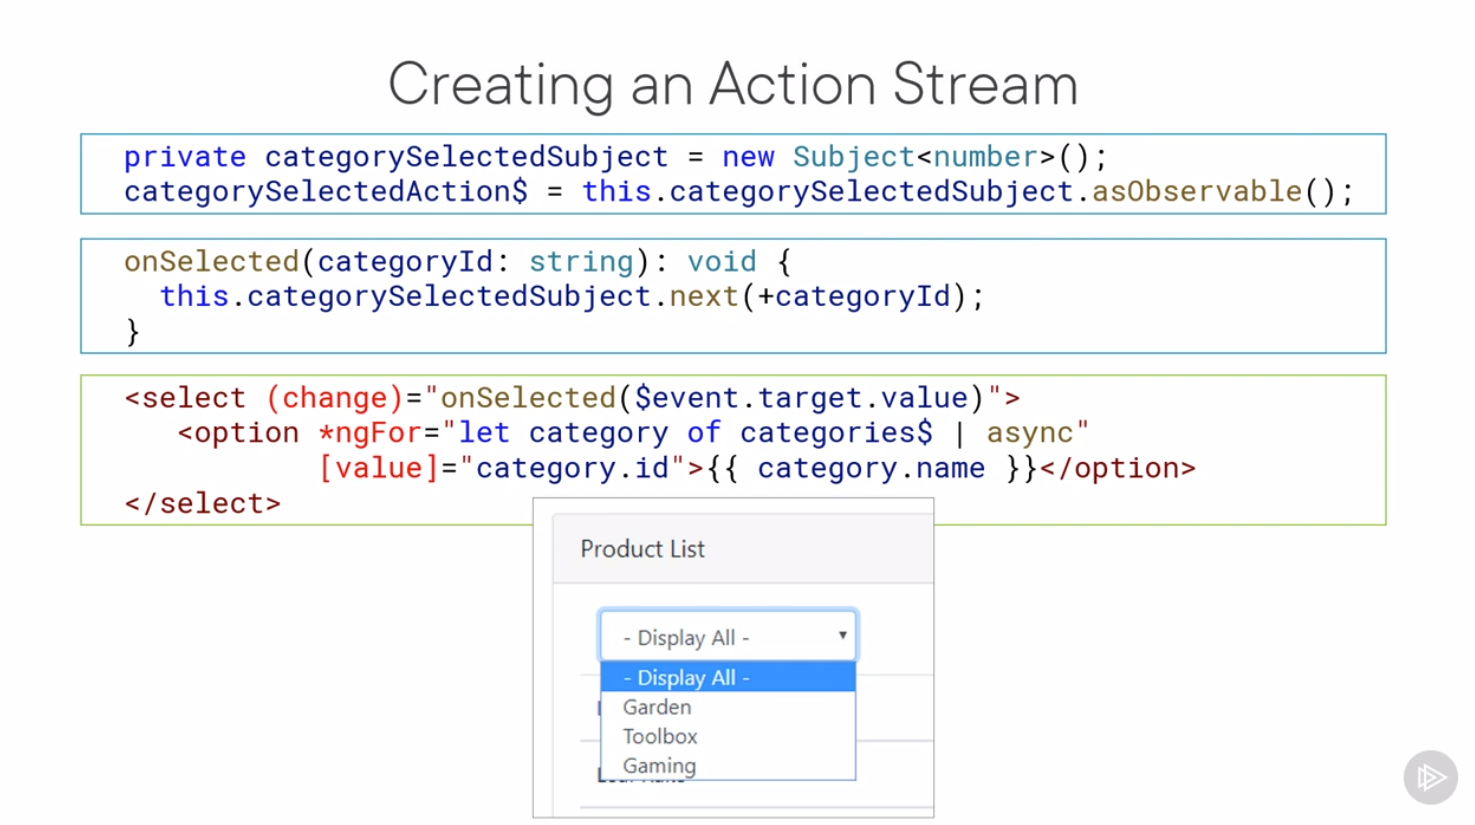 Creating an Action Stream
private categorySelectedSubject = new Subject<number>();
categorySelectedAction$ = this.categorySelectedSubject.asObservable();
onSelected(categoryId: string): void {
this.categorySelectedSubject.next(+categoryId);
}
<select (change)="onSelected($event.target.value)">
<option *ngFor="let category of categories$ | async"
[value]="category.id">{{ category.name }}</option>
</select>
Product List
- Display All -
- Display All -
Garden
Toolbox
Gaming